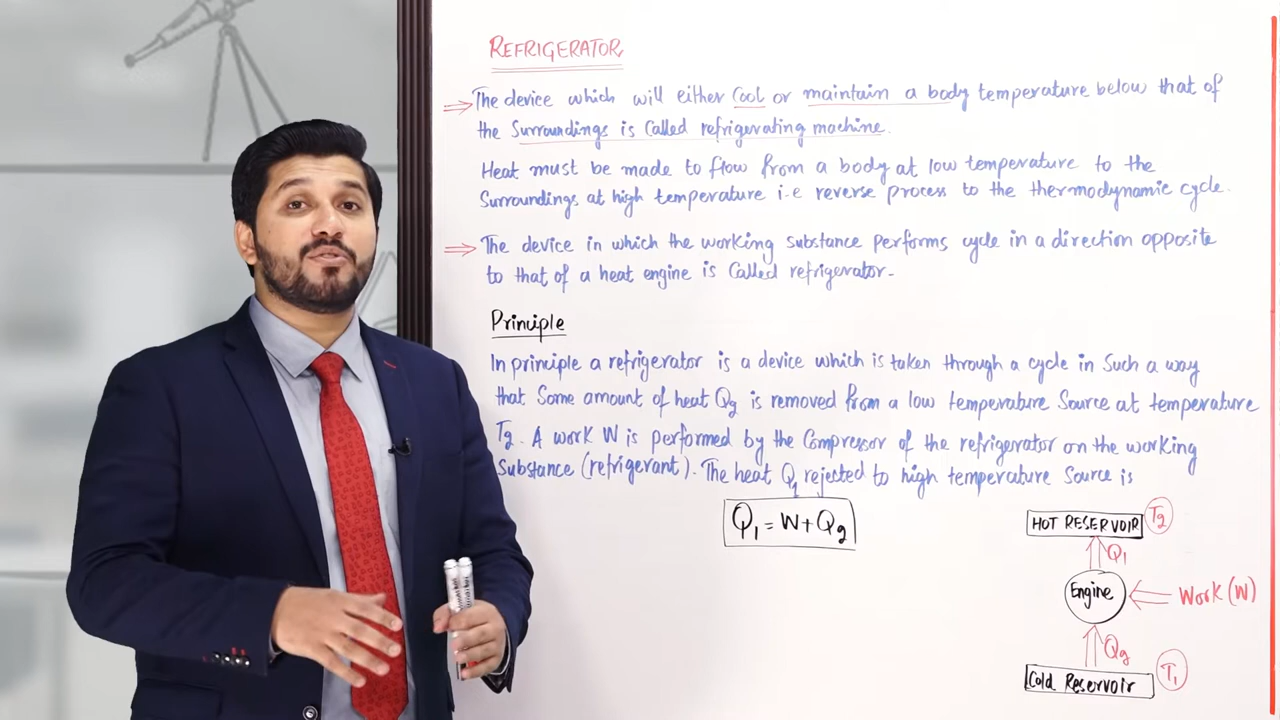 REFRIGERATOR
⇒ The device which will either Cool or maintain a body temperature below that of
the Surroundings is Called refrigerating machine.
Heat must be made to flow from a body at low temperature to the
Surroundings at high temperature i.e reverse process to the thermodynamic cycle.
⇒ The device in which the working substance performs cycle in a direction opposite
to that of a heat engine is Called refrigerator.
Principle
In principle a refrigerator is a device which is taken through a cycle in Such a way
that Some amount of heat Q2 is removed from a low temperature Source at temperature
T2. A work W is performed by the Compressor of the refrigerator on the working
Substance (refrigerant). The heat Q1 rejected to high temperature Source is
Q1 = W + Q2
HOT RESERVOIR T2
Q1
Engine Work (W)
Q2
Cold Reservoir T1